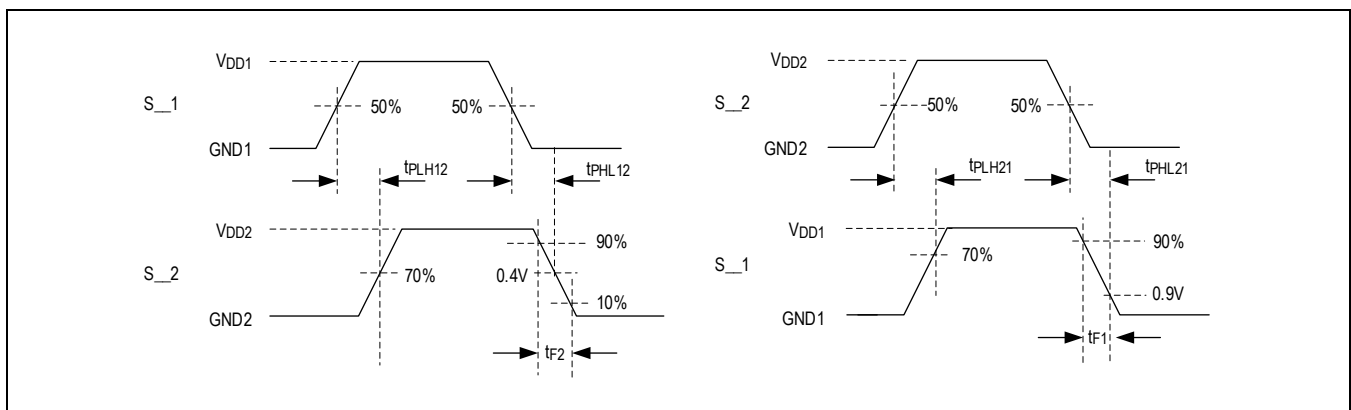 VDD1
S__1
50%
50%
GND1
tPLH12
tPHL12
VDD2
90%
S__2
70%
0.4V
10%
GND2
tF2
VDD2
S__2
50%
50%
GND2
tPLH21
tPHL21
VDD1
90%
S__1
70%
0.9V
GND1
tF1